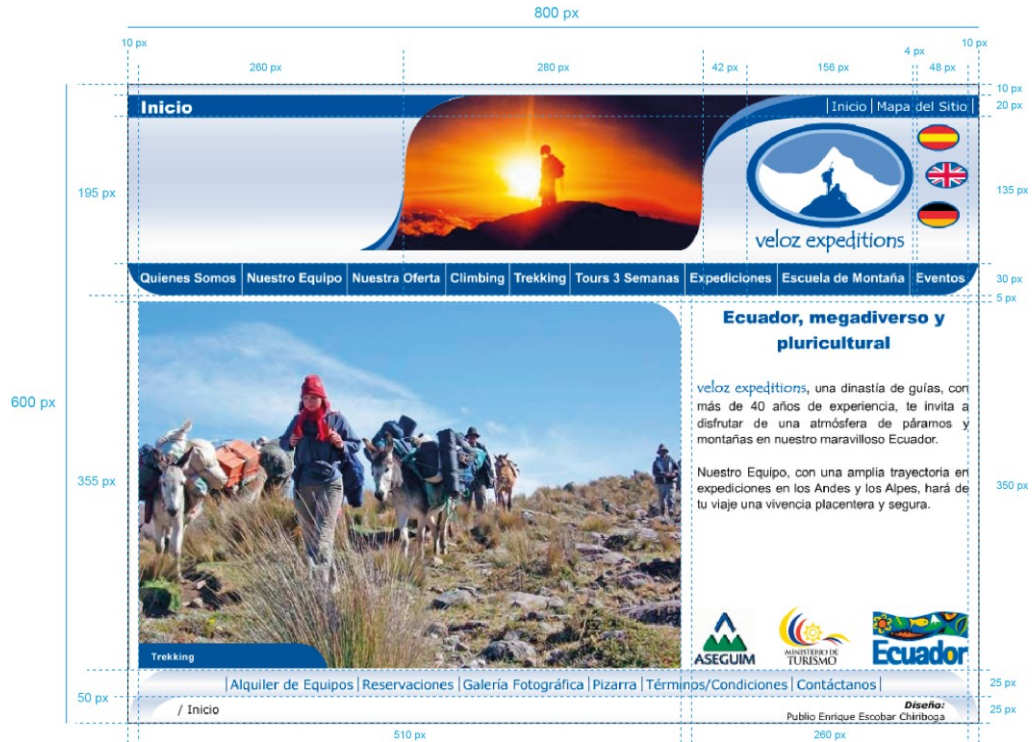 800 px
10 px
10 px
4 px
260 px
280 px
42 px
156 px
48 px
10 px
Inicio
Inicio | Mapa del Sitio
20 px
195 px
135 px
veloz expeditions
Quienes Somos | Nuestro Equipo | Nuestra Oferta | Climbing | Trekking | Tours 3 Semanas | Expediciones | Escuela de Montaña | Eventos
30 px
5 px
Ecuador, megadiverso y
pluricultural
600 px
veloz expeditions, una dinastía de guías, con
más de 40 años de experiencia, te invita a
disfrutar de una atmósfera de páramos y
montañas en nuestro maravilloso Ecuador.
355 px
Nuestro Equipo, con una amplia trayectoria en
expediciones en los Andes y los Alpes, hará de
tu viaje una vivencia placentera y segura.
350 px
Trekking
ASEGUIM
MINISTERIO DE
TURISMO
Ecuador
|Alquiler de Equipos | Reservaciones | Galería Fotográfica | Pizarra | Términos/Condiciones | Contáctanos |
25 px
50 px
/ Inicio
Diseño:
Publio Enrique Escobar Chiriboga
25 px
510 px
260 px